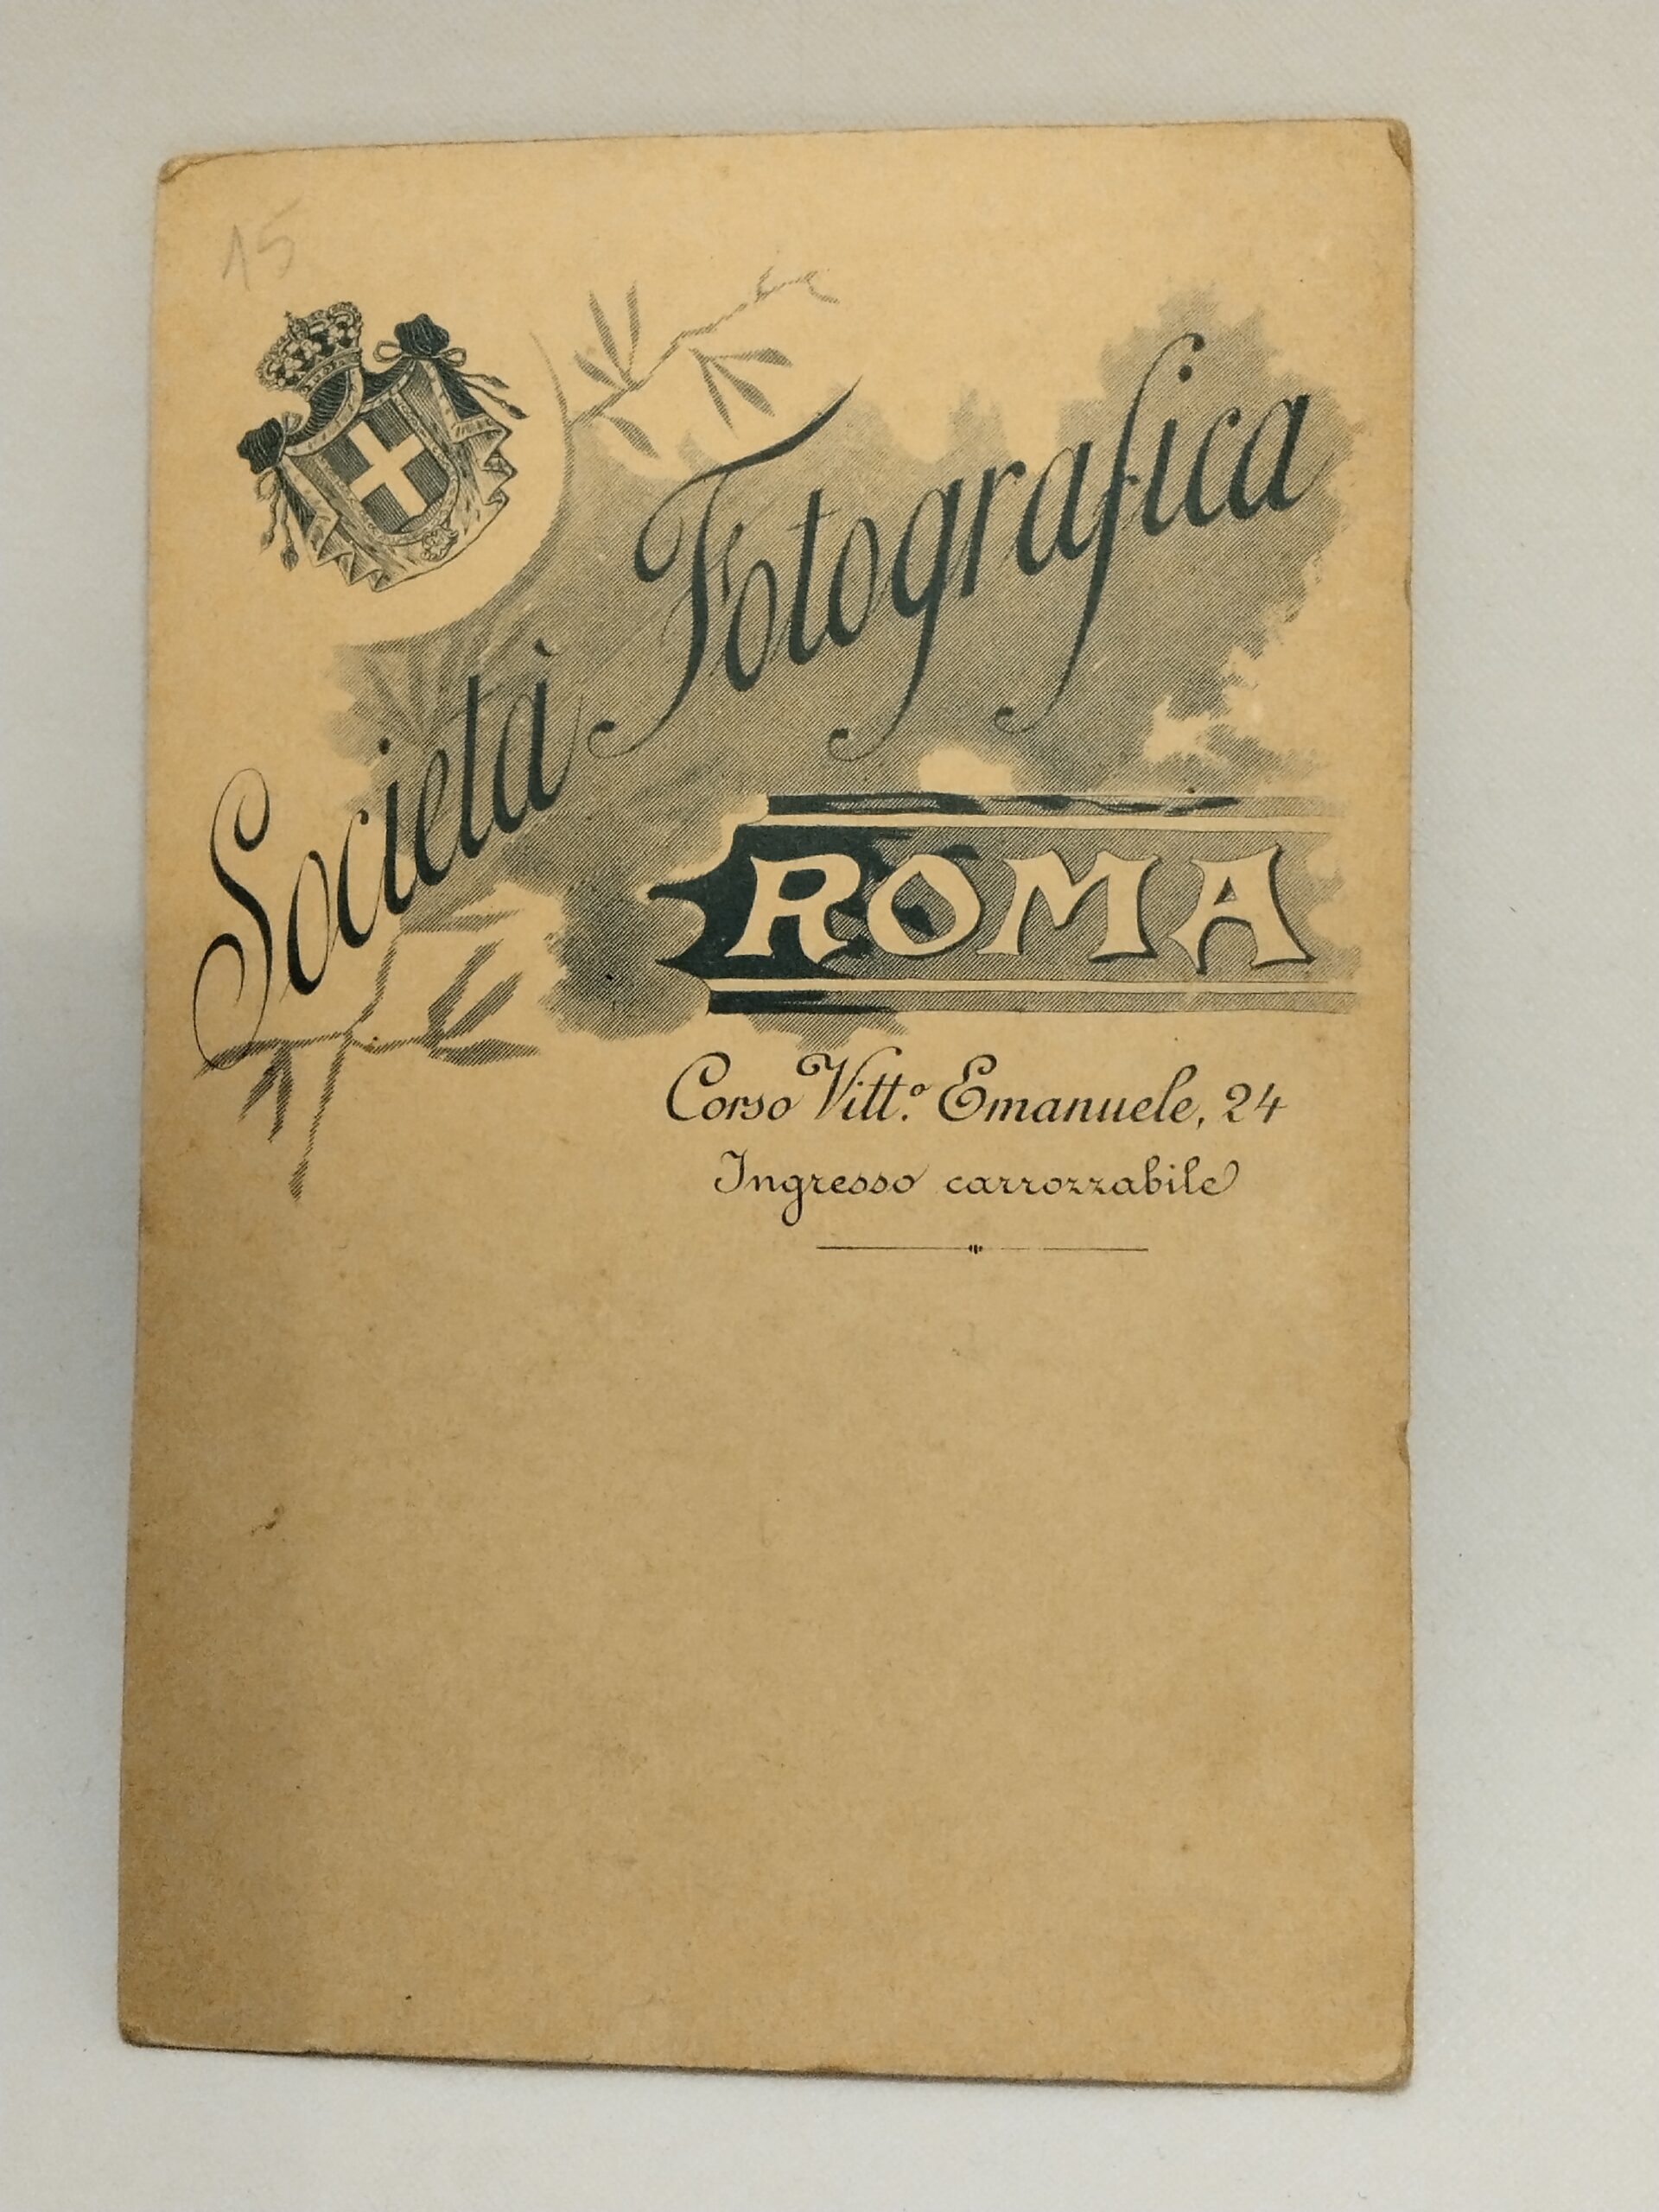 15
Società Fotografica
ROMA
Corso Vitt.º Emanuele, 24
Ingresso carrozzabile